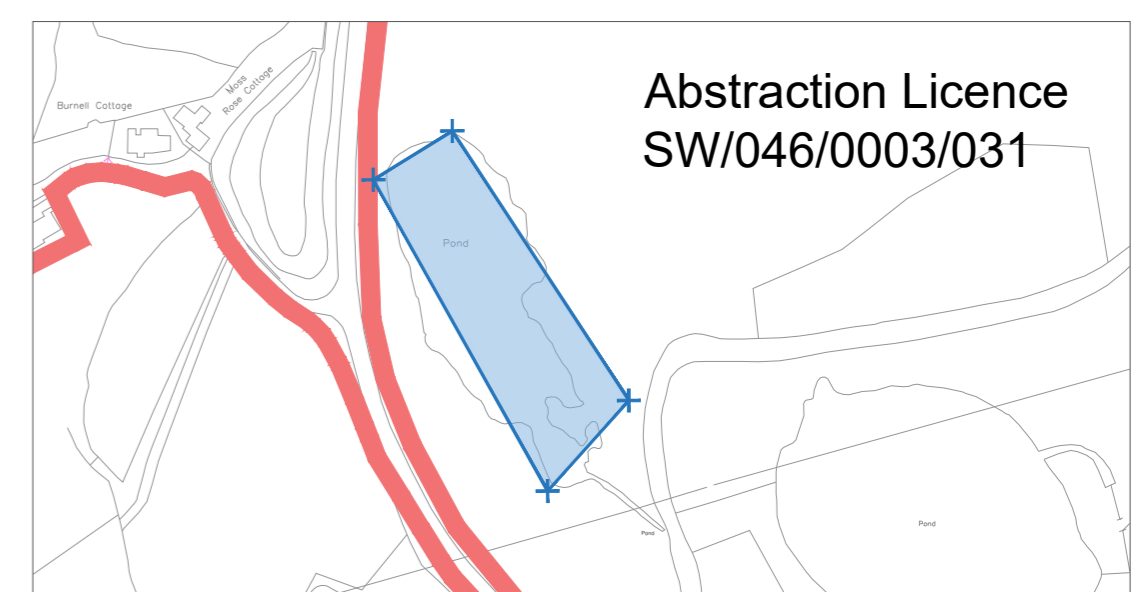 Abstraction Licence
SW/046/0003/031
Moss
Rose Cottage
Burnell Cottage
Pond
Pond
Pond